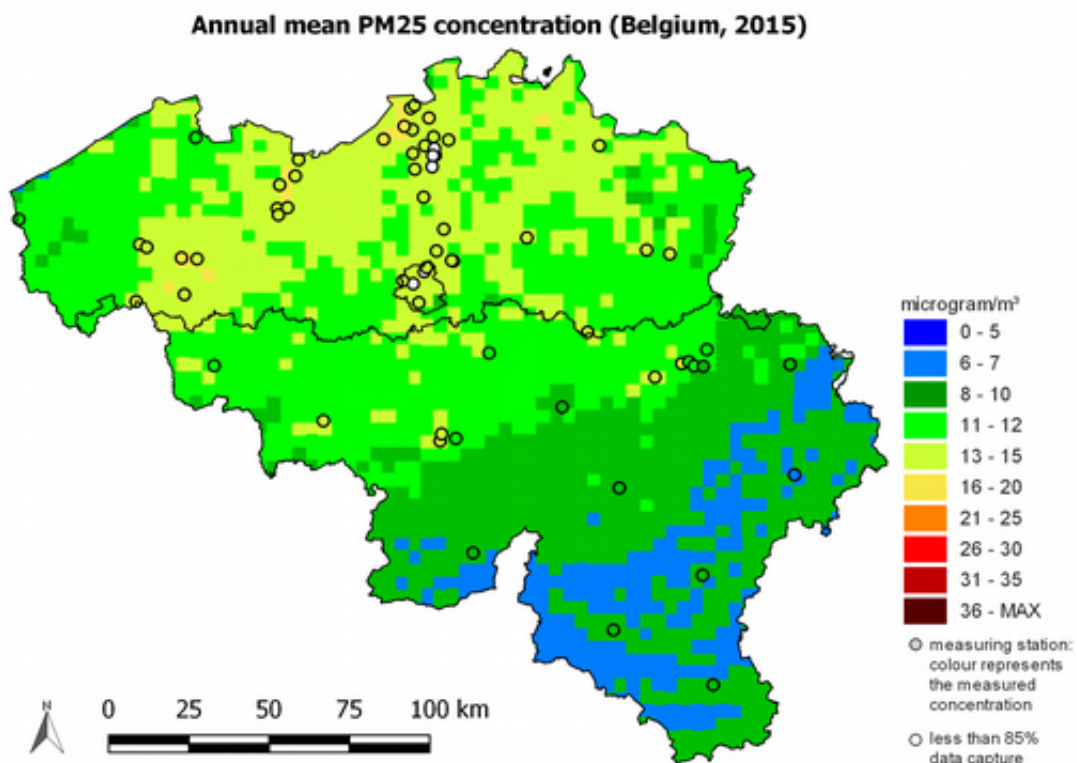 Annual mean PM25 concentration (Belgium, 2015)
microgram/m³
0 - 5
6 - 7
8 - 10
11 - 12
13 - 15
16 - 20
21 - 25
26 - 30
31 - 35
36 - MAX
measuring station:
colour represents
the measured
concentration
less than 85%
data capture
N
0 25 50 75 100 km